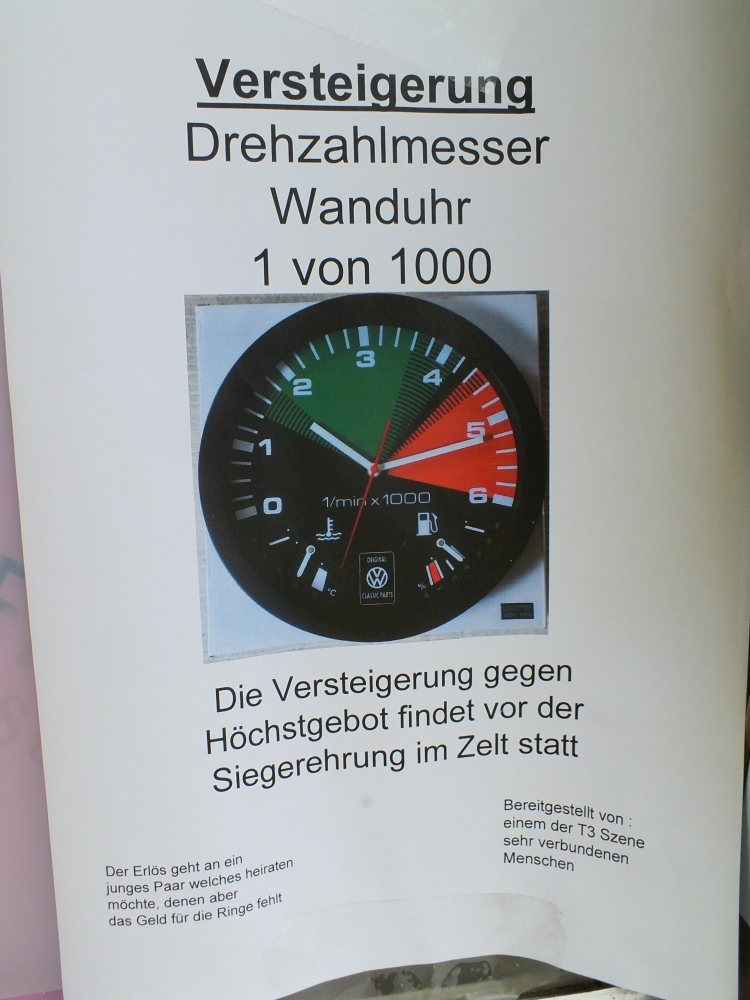 Versteigerung
Drehzahlmesser
Wanduhr
1 von 1000
3
2
4
1
5
0
6
1/min x 1000
°C
%
ORIGINAL
CLASSIC PARTS
Die Versteigerung gegen
Höchstgebot findet vor der
Siegerehrung im Zelt statt
Bereitgestellt von :
einem der T3 Szene
sehr verbundenen
Menschen
Der Erlös geht an ein
junges Paar welches heiraten
möchte, denen aber
das Geld für die Ringe fehlt